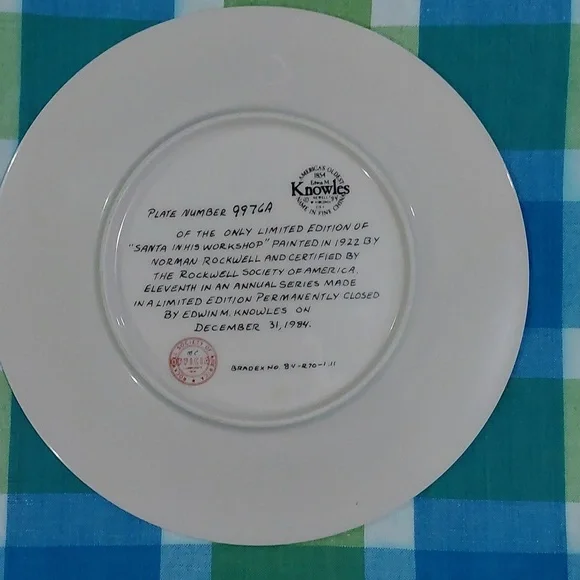 AMERICA'S OLDEST
1854
Edwin M.
Knowles
NAME IN FINE CHINA
PLATE NUMBER 9976A
OF THE ONLY LIMITED EDITION OF
"SANTA IN HIS WORKSHOP" PAINTED IN 1922 BY
NORMAN ROCKWELL AND CERTIFIED BY
THE ROCKWELL SOCIETY OF AMERICA.
ELEVENTH IN AN ANNUAL SERIES MADE
IN A LIMITED EDITION PERMANENTLY CLOSED
BY EDWIN M. KNOWLES ON
DECEMBER 31, 1984.
BRADEX NO. 84-R70-1.11